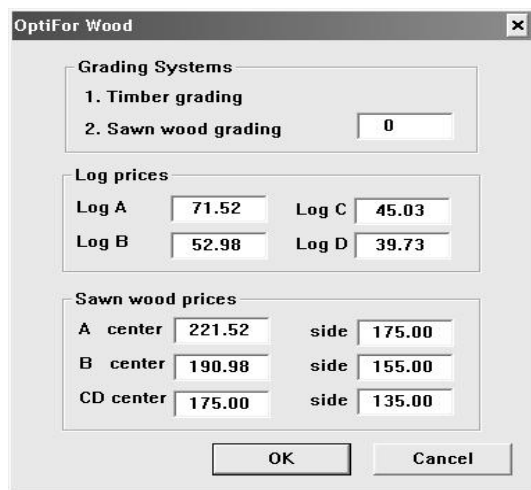 OptiFor Wood
Grading Systems
1. Timber grading
2. Sawn wood grading 0
Log prices
Log A 71.52 Log C 45.03
Log B 52.98 Log D 39.73
Sawn wood prices
A center 221.52 side 175.00
B center 190.98 side 155.00
CD center 175.00 side 135.00
OK Cancel